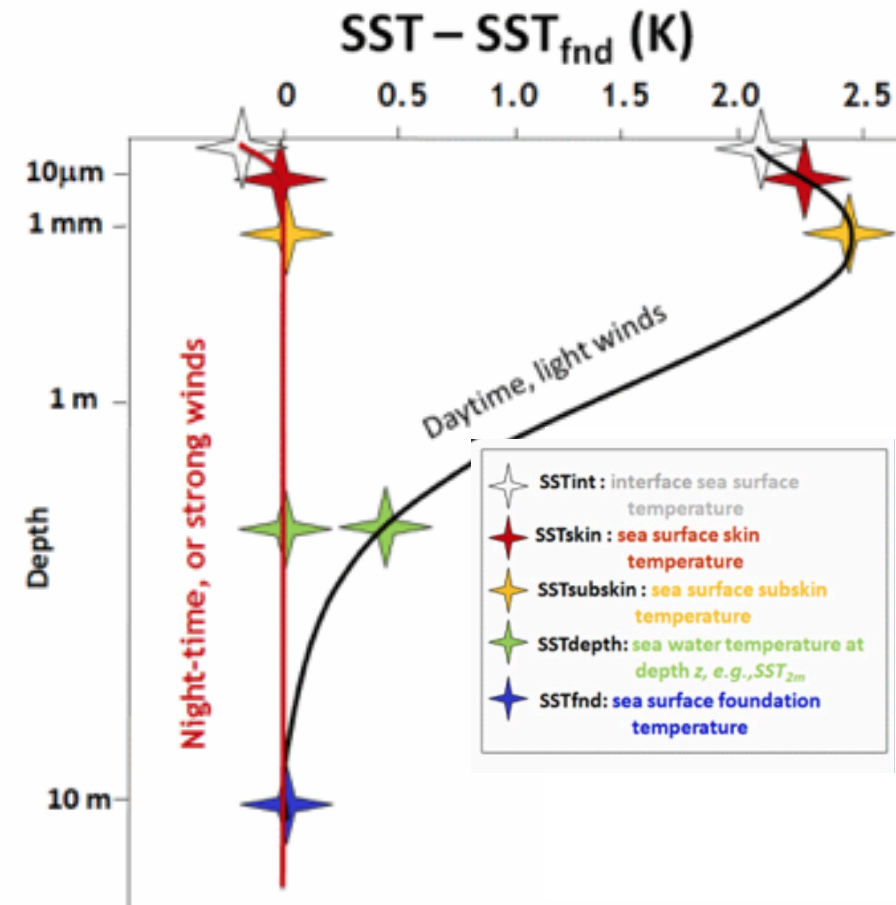 SST – SSTfnd (K)
0 0.5 1.0 1.5 2.0 2.5
10μm
1 mm
1 m
10 m
Depth
Night-time, or strong winds
Daytime, light winds
SSTint : interface sea surface
temperature
SSTskin : sea surface skin
temperature
SSTsubskin : sea surface subskin
temperature
SSTdepth: sea water temperature at
depth z, e.g.,SST2m
SSTfnd: sea surface foundation
temperature